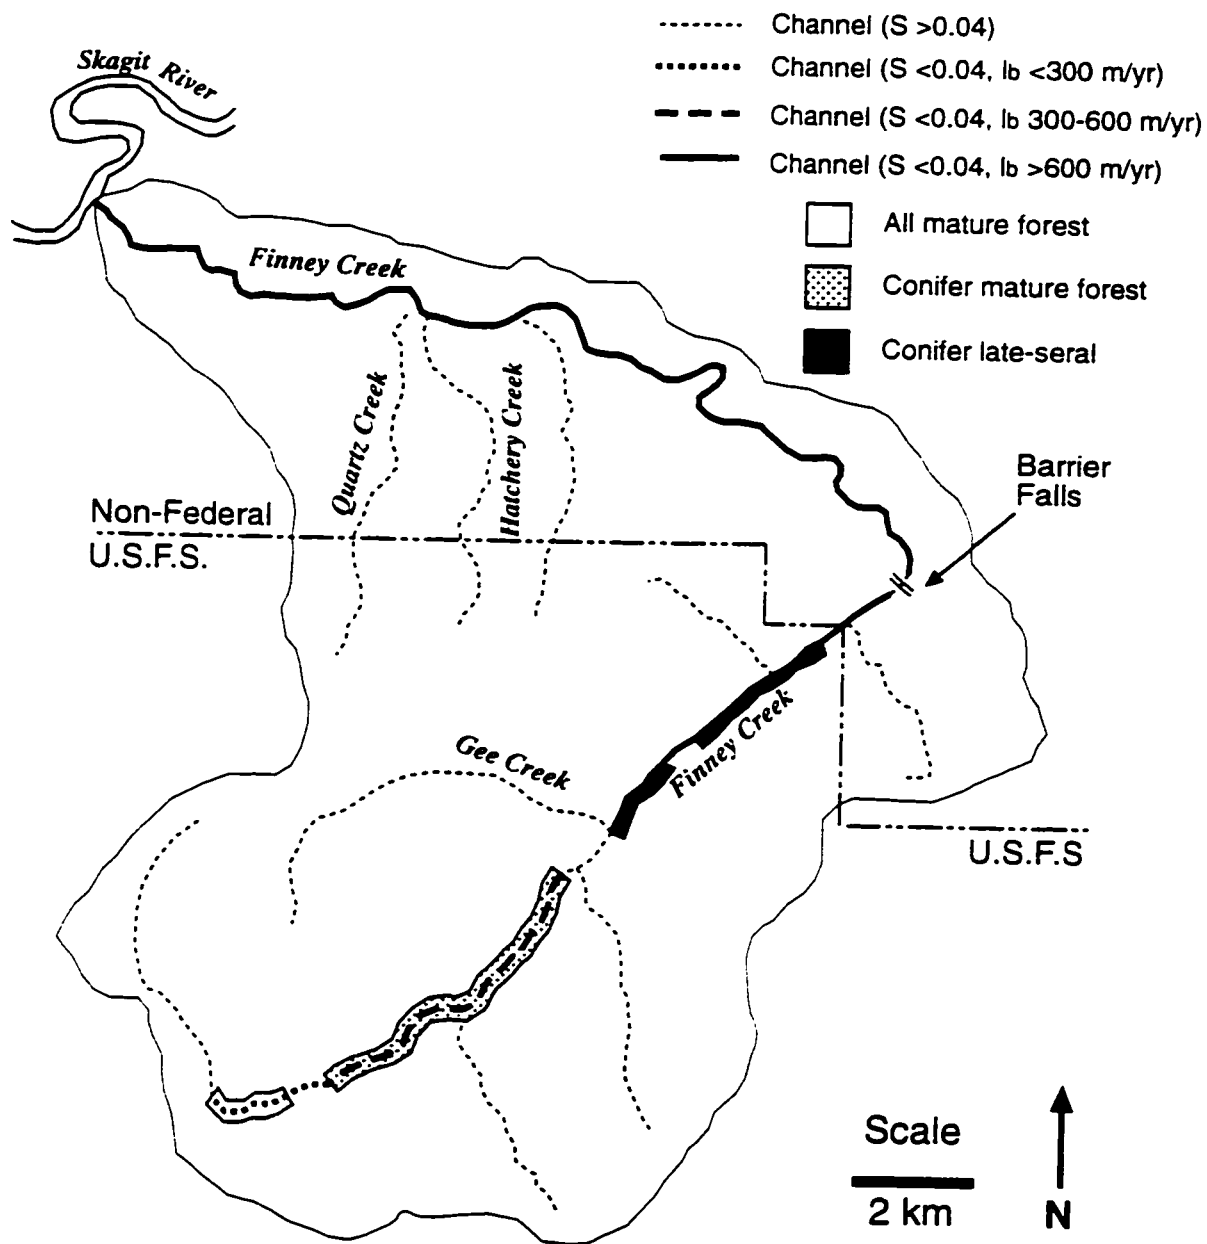 Channel (S >0.04)
Channel (S <0.04, lb <300 m/yr)
Channel (S <0.04, lb 300-600 m/yr)
Channel (S <0.04, lb >600 m/yr)
All mature forest
Conifer mature forest
Conifer late-seral
Skagit River
Finney Creek
Quartz Creek
Hatchery Creek
Barrier
Falls
Non-Federal
U.S.F.S.
Finney Creek
Gee Creek
U.S.F.S
Scale
2 km
N